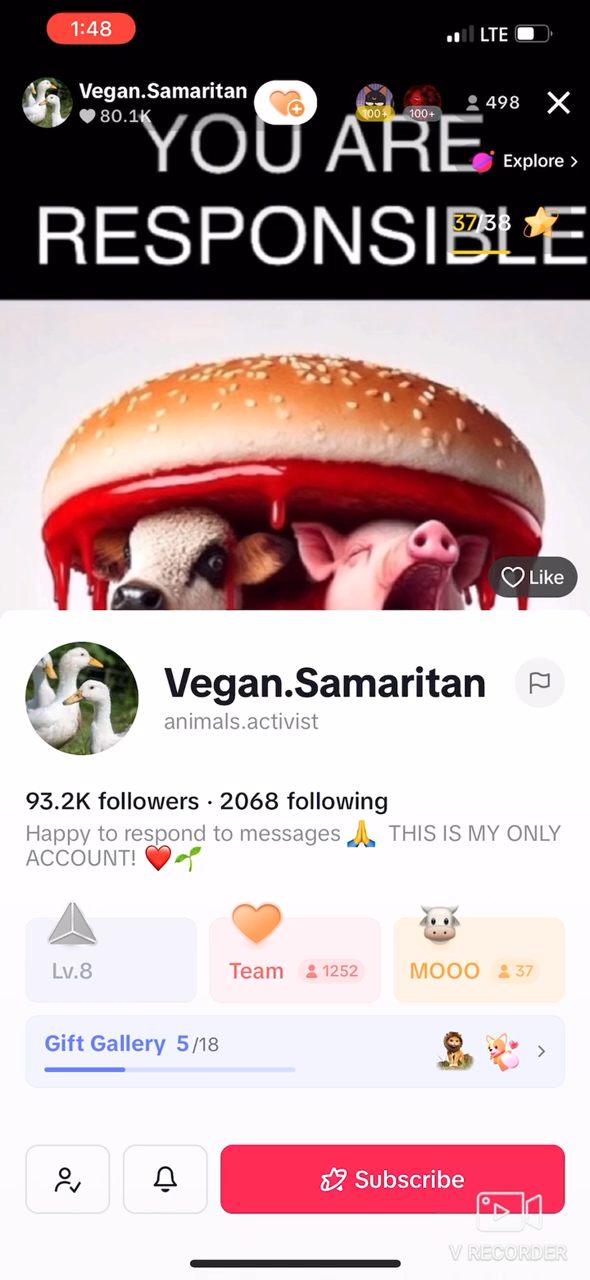 1:48
LTE
Vegan.Samaritan
80.1K
100+
100+
498
YOU ARE
Explore >
RESPONSIBLE
37/38
Like
Vegan.Samaritan
animals.activist
93.2K followers · 2068 following
Happy to respond to messages 🙏 THIS IS MY ONLY
ACCOUNT! ❤️🌱
Lv.8
Team 1252
MOOO 37
Gift Gallery 5/18
Subscribe
V RECORDER